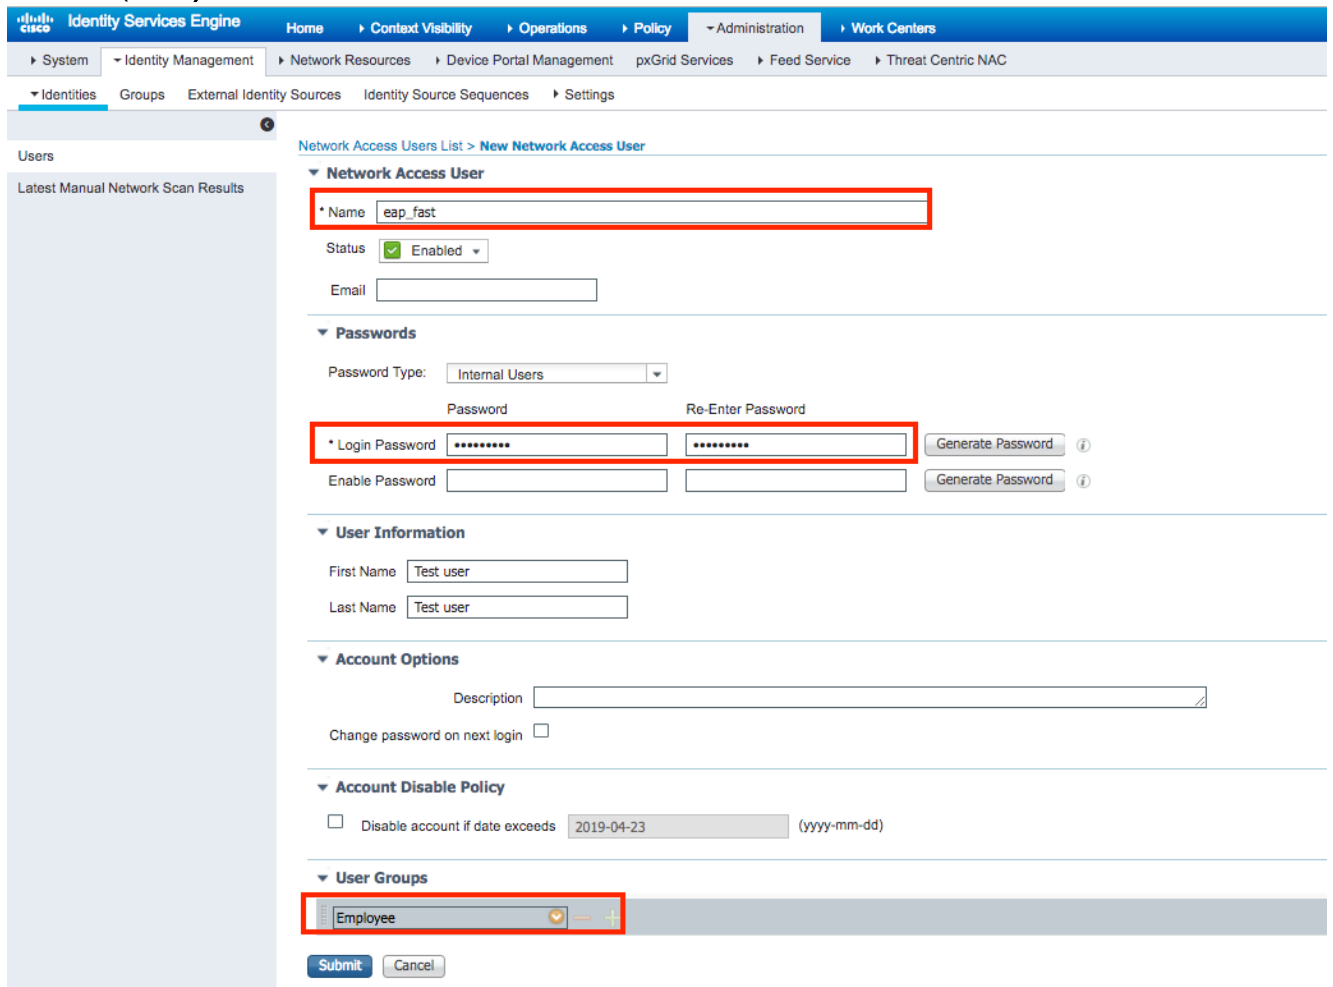 cisco Identity Services Engine Home Context Visibility Operations Policy Administration Work Centers
System Identity Management Network Resources Device Portal Management pxGrid Services Feed Service Threat Centric NAC
Identities Groups External Identity Sources Identity Source Sequences Settings
Users
Latest Manual Network Scan Results
Network Access Users List > New Network Access User
Network Access User
* Name eap_fast
Status Enabled
Email
Passwords
Password Type: Internal Users
Password Re-Enter Password
* Login Password ••••••••• ••••••••• Generate Password i
Enable Password Generate Password i
User Information
First Name Test user
Last Name Test user
Account Options
Description
Change password on next login
Account Disable Policy
Disable account if date exceeds 2019-04-23 (yyyy-mm-dd)
User Groups
Employee
Submit Cancel